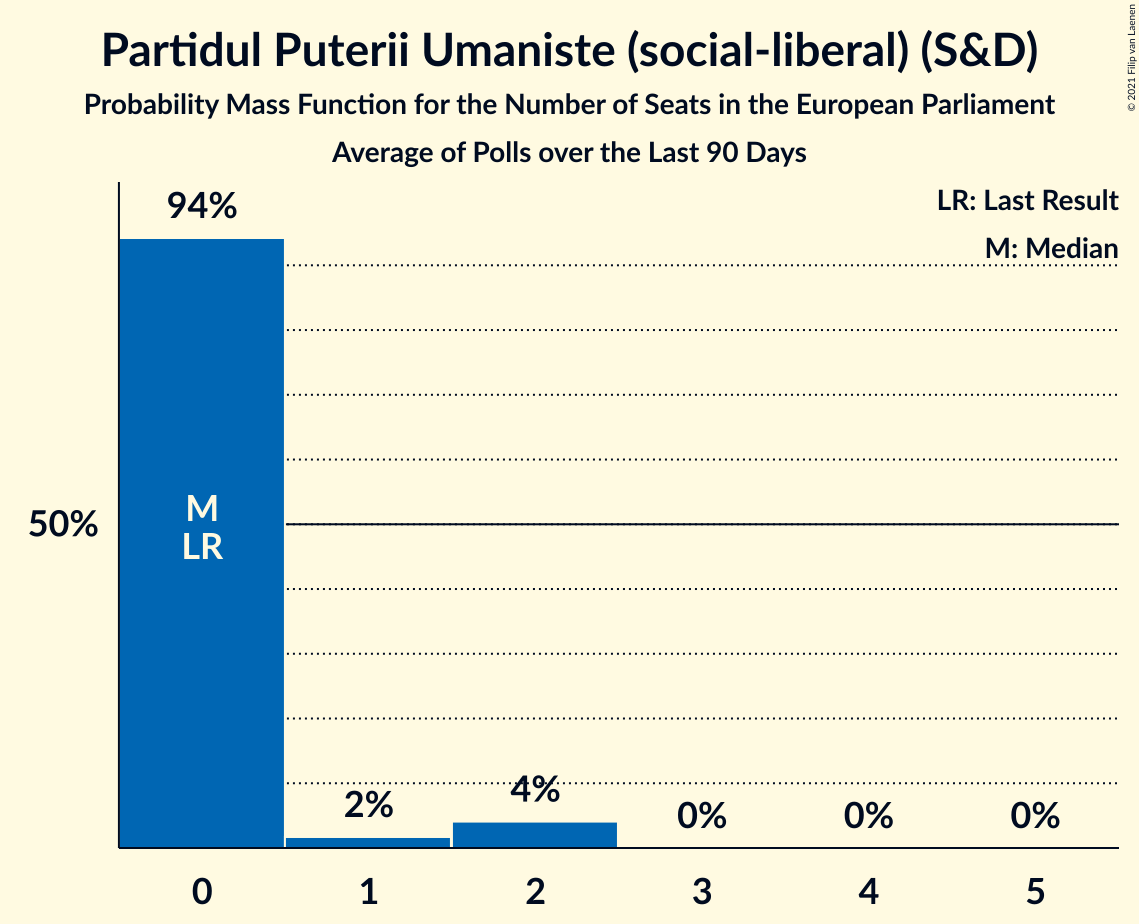 Partidul Puterii Umaniste (social-liberal) (S&D)
Probability Mass Function for the Number of Seats in the European Parliament
Average of Polls over the Last 90 Days
© 2021 Filip van Laenen
LR: Last Result
M: Median
94%
50%
M
LR
2%
4%
0%
0%
0%
0
1
2
3
4
5